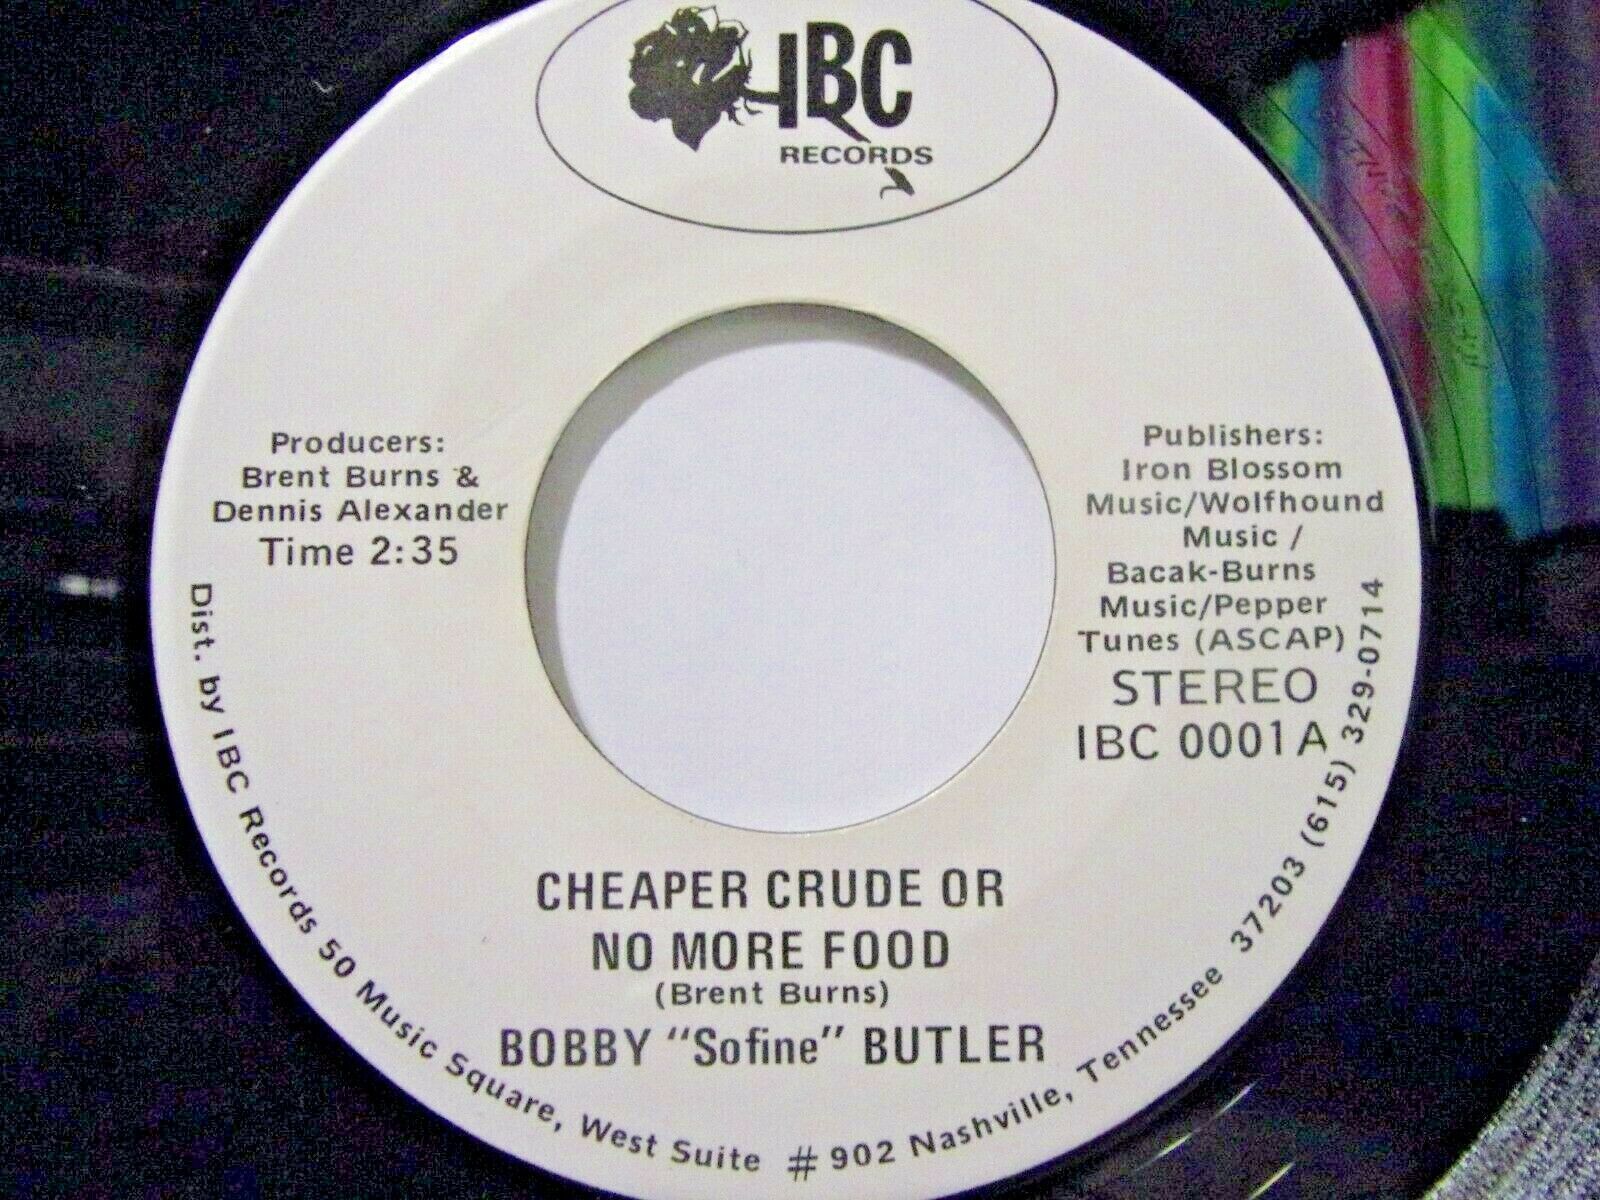 IBC
RECORDS
Producers:
Brent Burns &
Dennis Alexander
Time 2:35
Publishers:
Iron Blossom
Music/Wolfhound
Music /
Bacak-Burns
Music/Pepper
Tunes (ASCAP)
STEREO
IBC 0001A
CHEAPER CRUDE OR
NO MORE FOOD
(Brent Burns)
BOBBY "Sofine" BUTLER
Dist. by IBC Records 50 Music Square, West Suite # 902 Nashville, Tennessee 37203 (615) 329-0714